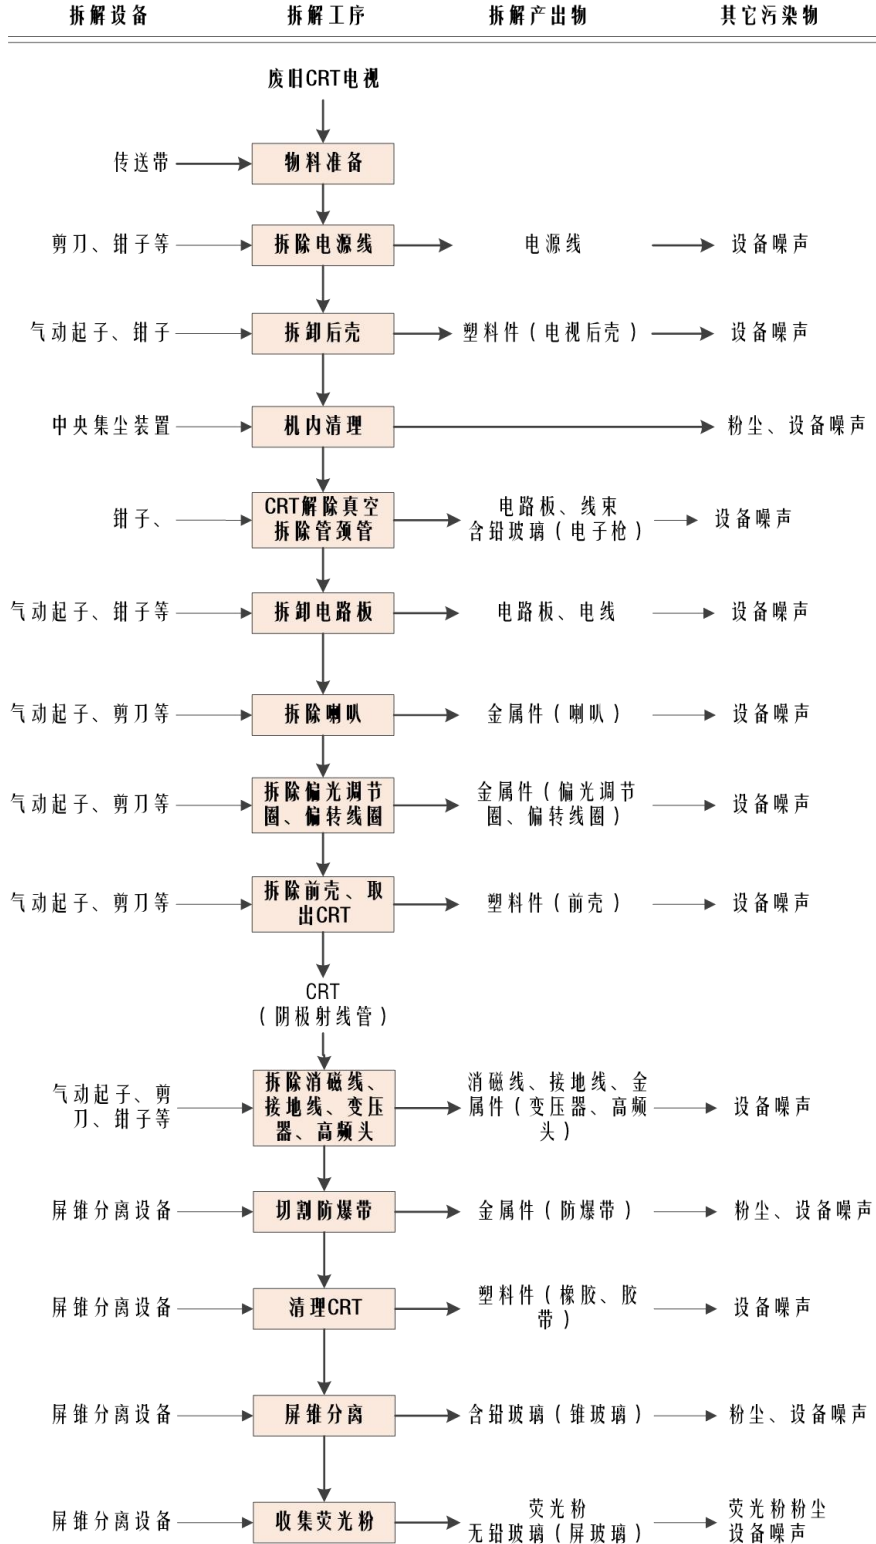 拆解设备 拆解工序 拆解产出物 其它污染物
废旧CRT电视
传送带 物料准备
剪刀、钳子等 拆除电源线 电源线 设备噪声
气动起子、钳子 拆卸后壳 塑料件（电视后壳） 设备噪声
中央集尘装置 机内清理 粉尘、设备噪声
钳子、
CRT解除真空
拆除管颈管
电路板、线束
含铅玻璃（电子枪）
设备噪声
气动起子、钳子等 拆卸电路板 电路板、电线 设备噪声
气动起子、剪刀等 拆除喇叭 金属件（喇叭） 设备噪声
气动起子、剪刀等
拆除偏光调节
圈、偏转线圈
金属件（偏光调节
圈、偏转线圈）
设备噪声
气动起子、剪刀等
拆除前壳、取
出CRT
塑料件（前壳）
设备噪声
CRT
（阴极射线管）
气动起子、剪
刀、钳子等
拆除消磁线、
接地线、变压
器、高频头
消磁线、接地线、金
属件（变压器、高频
头）
设备噪声
屏锥分离设备 切割防爆带 金属件（防爆带） 粉尘、设备噪声
屏锥分离设备 清理CRT
塑料件（橡胶、胶
带）
设备噪声
屏锥分离设备 屏锥分离 含铅玻璃（锥玻璃） 粉尘、设备噪声
屏锥分离设备 收集荧光粉
荧光粉
无铅玻璃（屏玻璃）
荧光粉粉尘
设备噪声